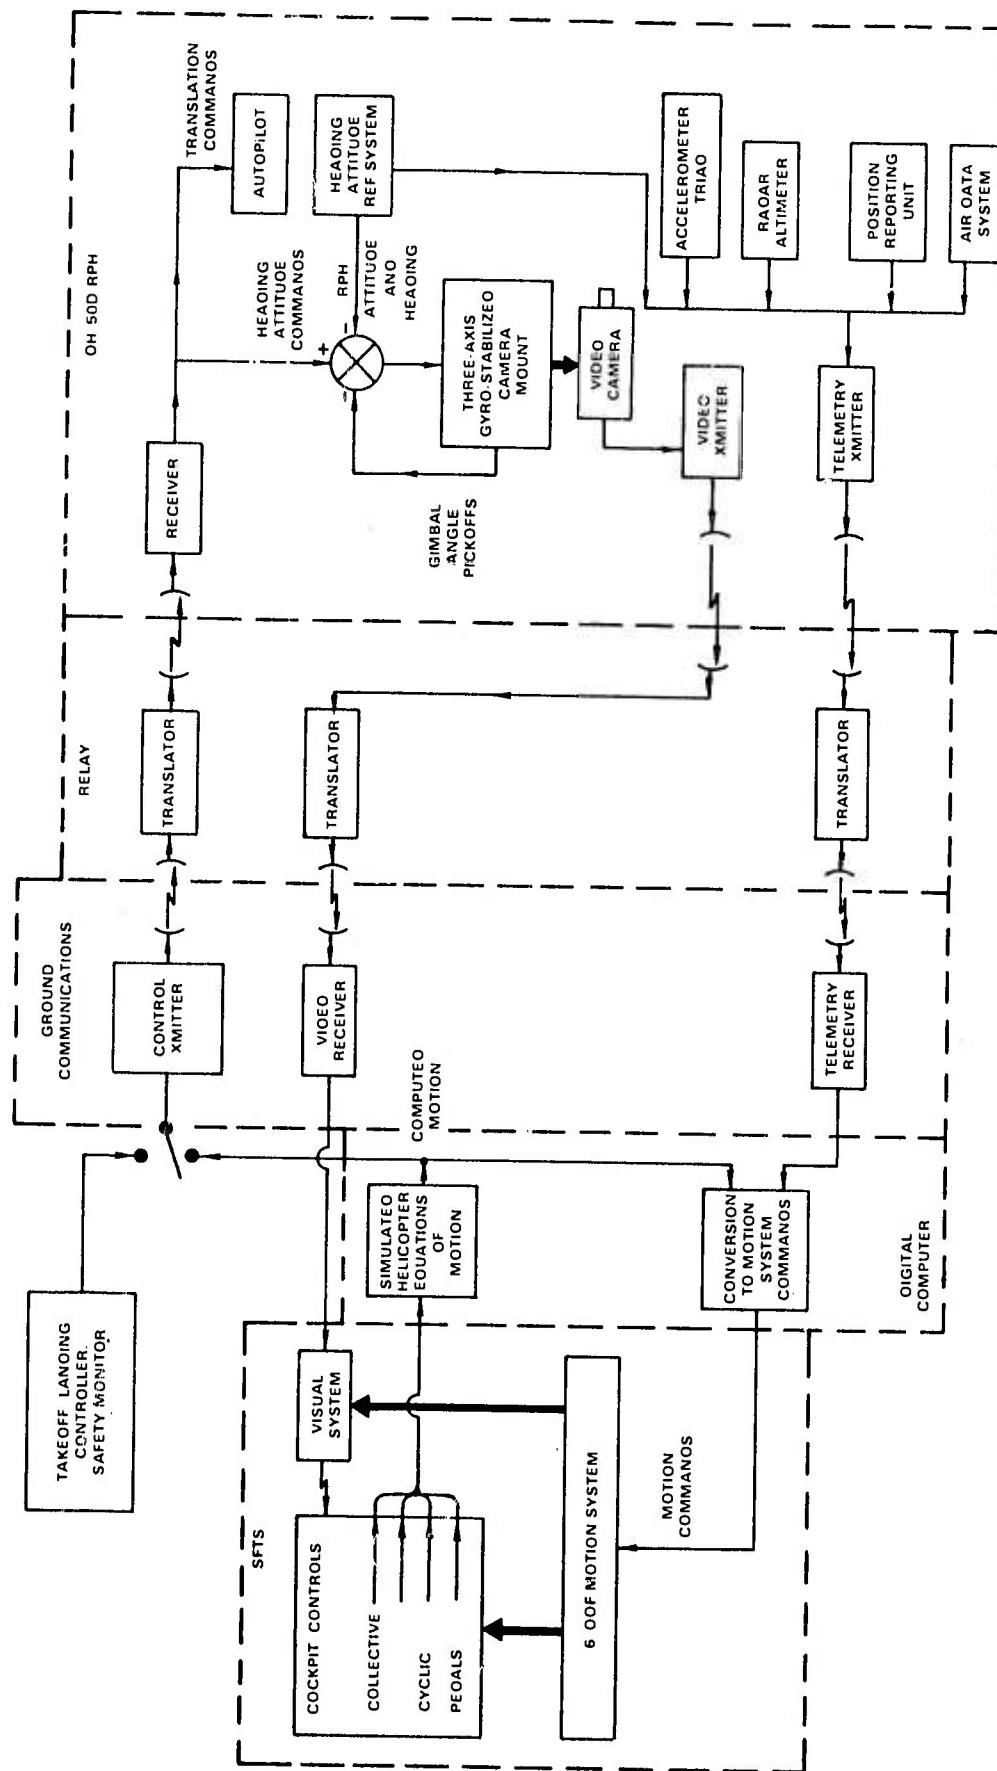 TAKEOFF LANDING
CONTROLLER.
SAFETY MONITOR
SFTS
COCKPIT CONTROLS
COLLECTIVE
CYCLIC
PEOALS
VISUAL
SYSTEM
6 OOF MOTION SYSTEM
MOTION
COMMANOS
SIMULATEO
HELICOPTER
EQUATIONS
OF
MOTION
COMPUTEO
MOTION
CONVERSION
TO MOTION
SYSTEM
COMMANOS
OIGITAL
COMPUTER
GROUND
COMMUNICATIONS
CONTROL
XMITTER
VIOEO
RECEIVER
TELEMETRY
RECEIVER
RELAY
TRANSLATOR
TRANSLATOR
TRANSLATOR
OH 50D RPH
RECEIVER
TRANSLATION
COMMANOS
AUTOPILOT
HEAOING
ATTITUOE
COMMANOS
HEAOING
ATTITUOE
REF SYSTEM
RPH
ATTITUOE
ANO
HEAOING
+
−
−
GIMBAL
ANGLE
PICKOFFS
THREE-AXIS
GYRO-STABILIZEO
CAMERA
MOUNT
VIDEO
CAMERA
VIDEO
XMITTER
ACCELEROMETER
TRIAO
RAOAR
ALTIMETER
POSITION
REPORTING
UNIT
AIR OATA
SYSTEM
TELEMETRY
XMITTER